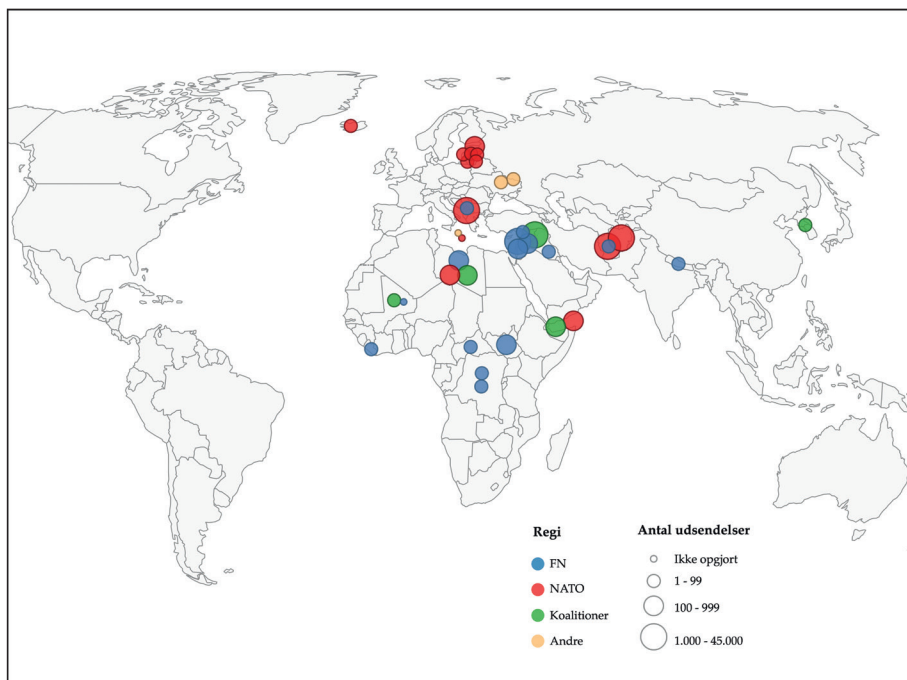 Regi
FN
NATO
Koalitioner
Andre
Antal udsendelser
Ikke opgjort
1 - 99
100 - 999
1.000 - 45.000